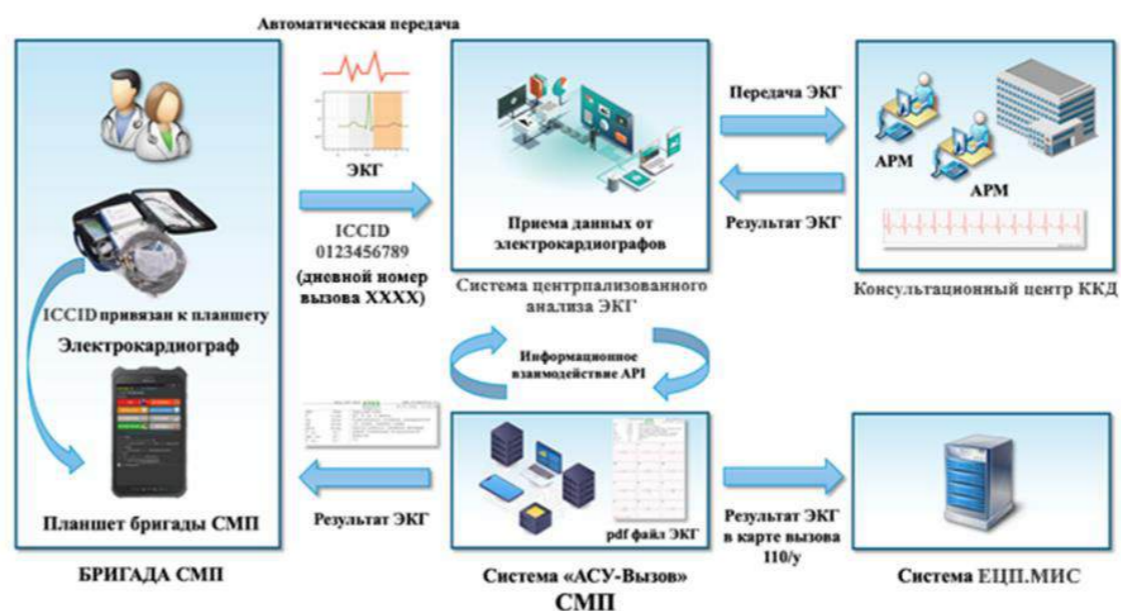 Автоматическая передача
ЭКГ
ICCID
0123456789
(дневной номер
вызова XXXX)
ICCID привязан к планшету
Электрокардиограф
Планшет бригады СМП
БРИГАДА СМП
Приема данных от
электрокардиографов
Система центрпализованного
анализа ЭКГ
Передача ЭКГ
Результат ЭКГ
АРМ
АРМ
Консультационный центр ККД
Информационное
взаимодействие API
Результат ЭКГ
pdf файл ЭКГ
Система «АСУ-Вызов»
СМП
Результат ЭКГ
в карте вызова
110/у
Система ЕЦП.МИС